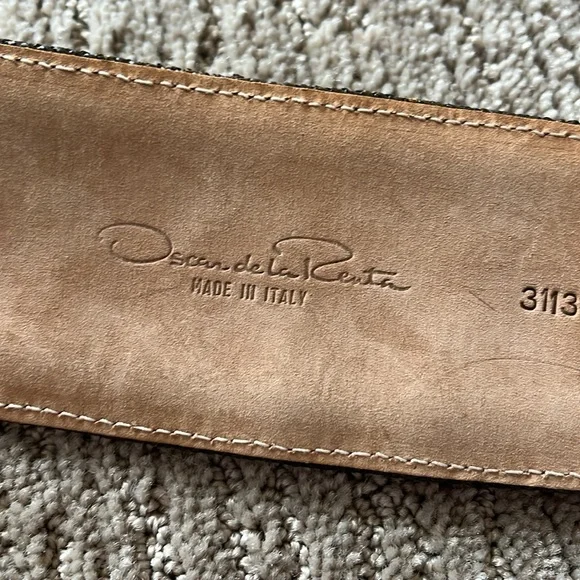 Oscar de la Renta
MADE IN ITALY
3113